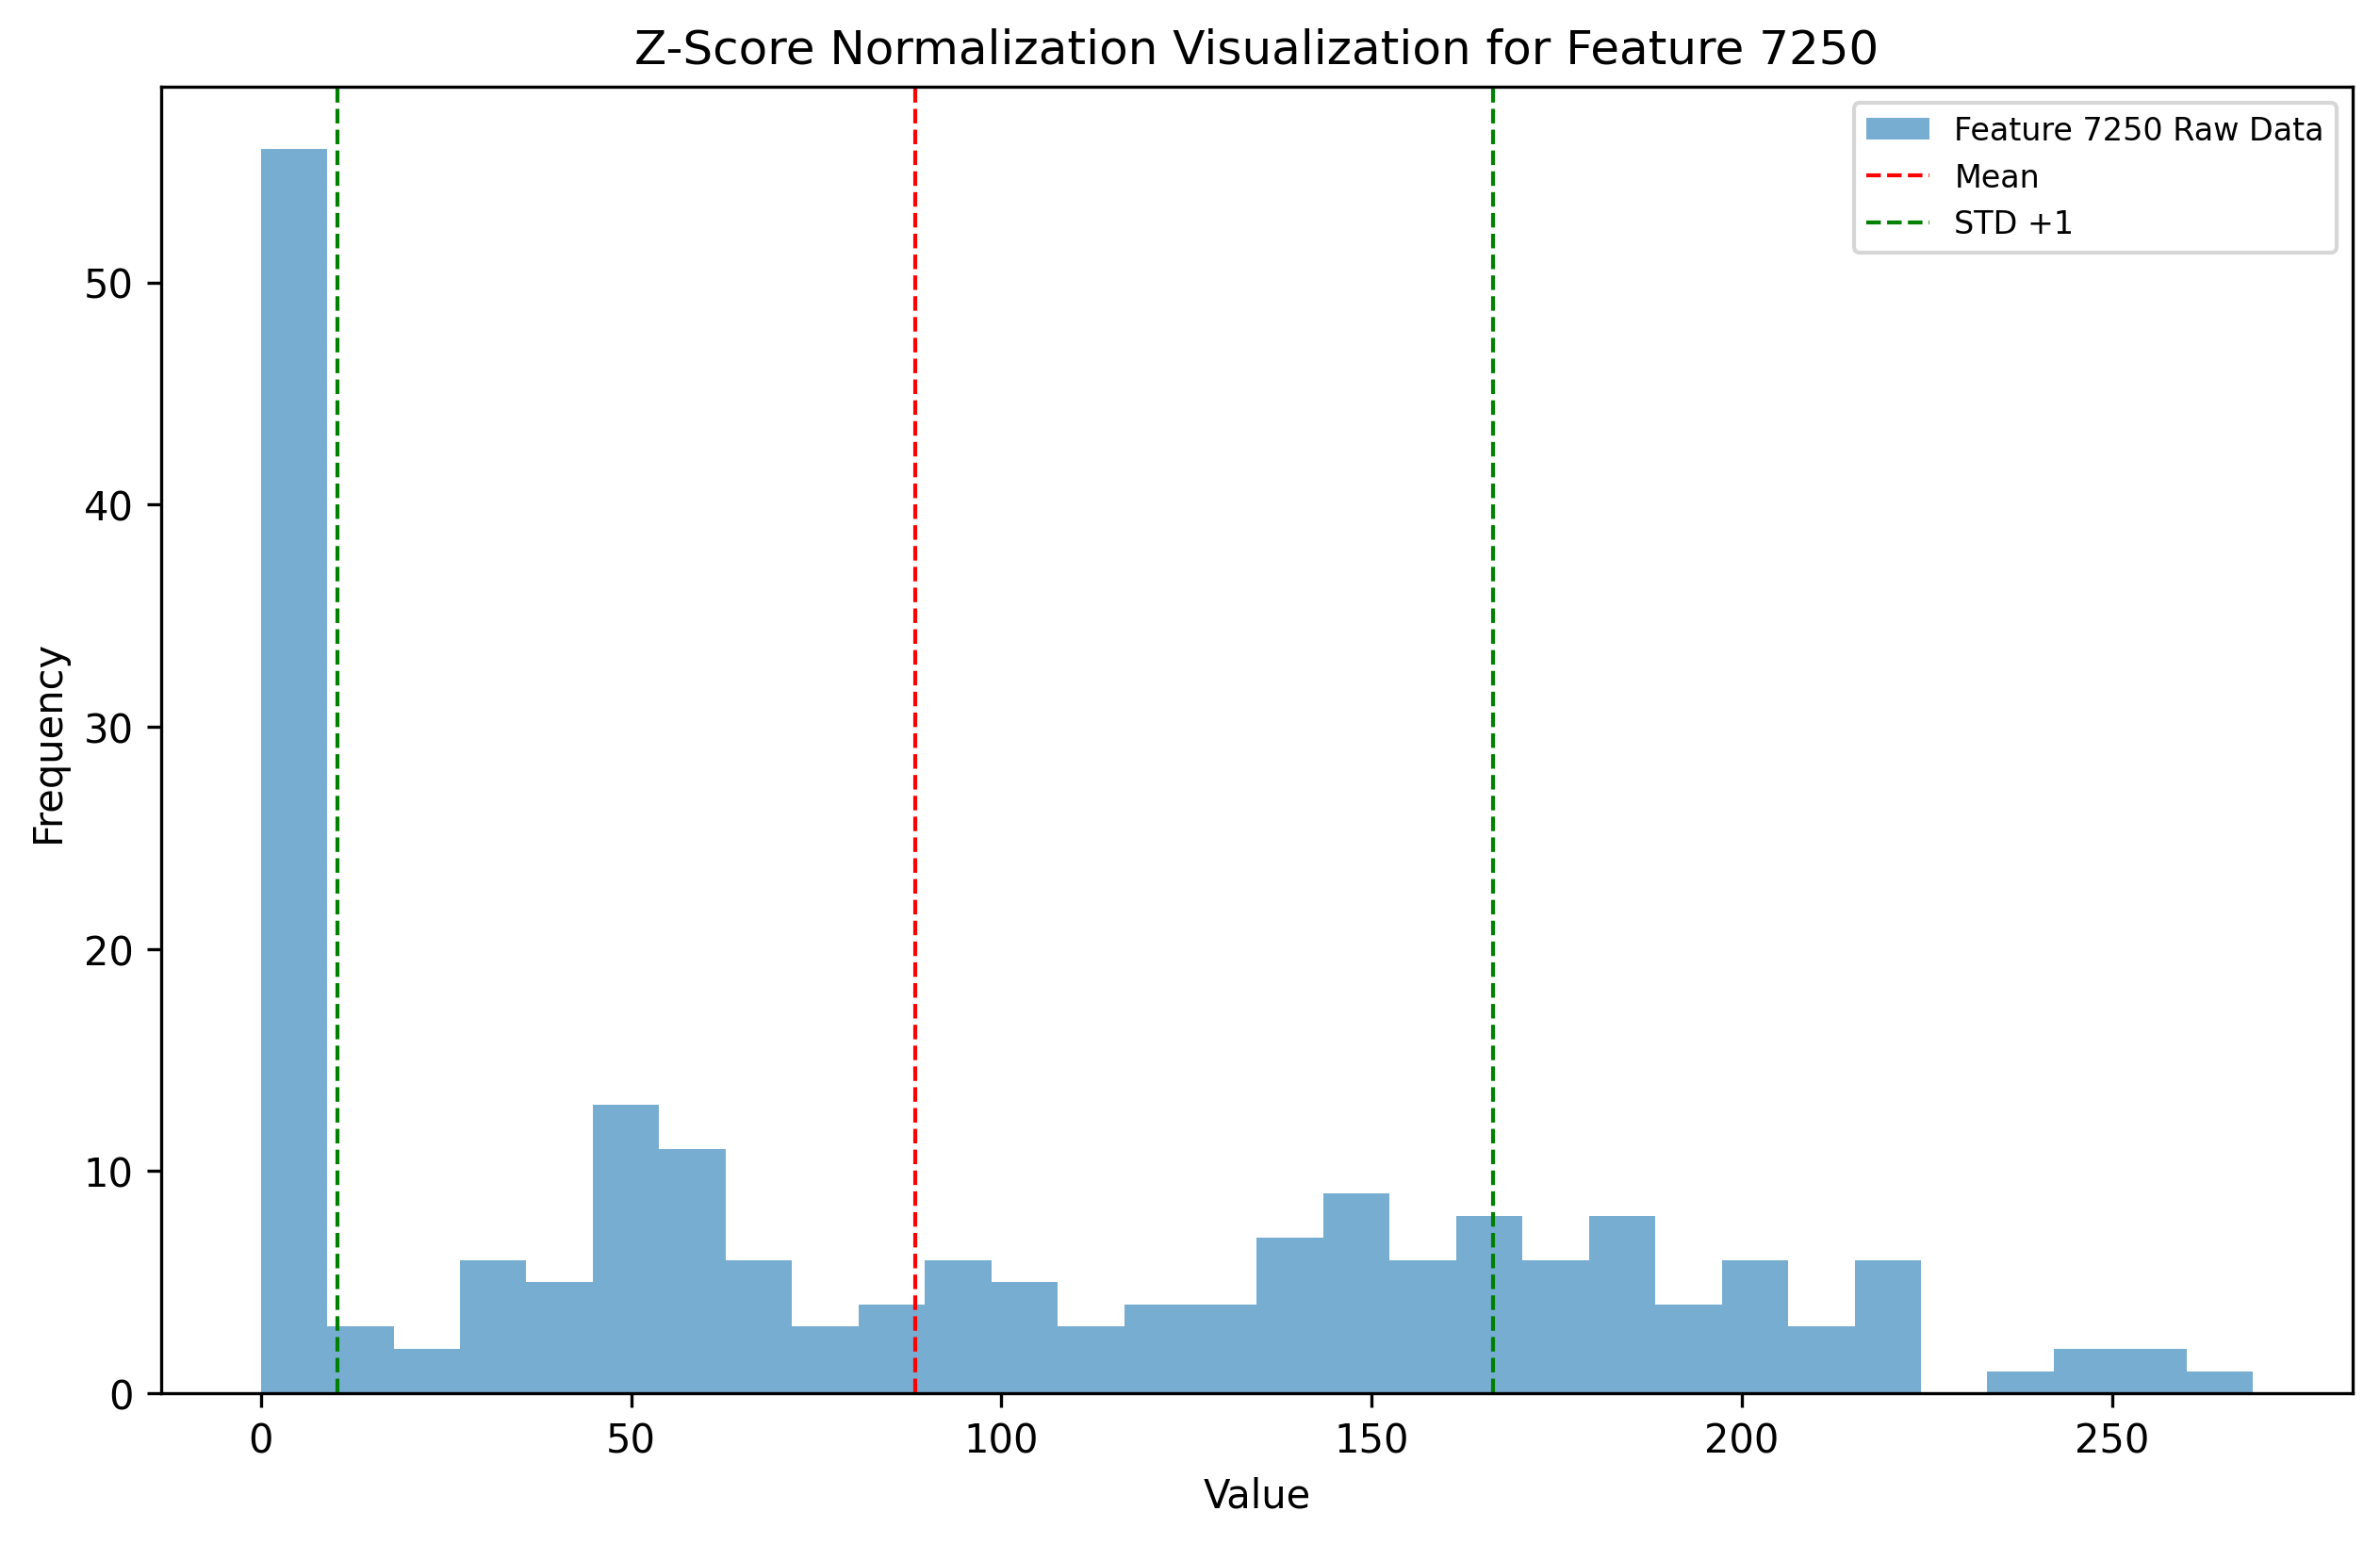 Z-Score Normalization Visualization for Feature 7250
Feature 7250 Raw Data
Mean
STD +1
Frequency
50
40
30
20
10
0
0 50 100 150 200 250
Value